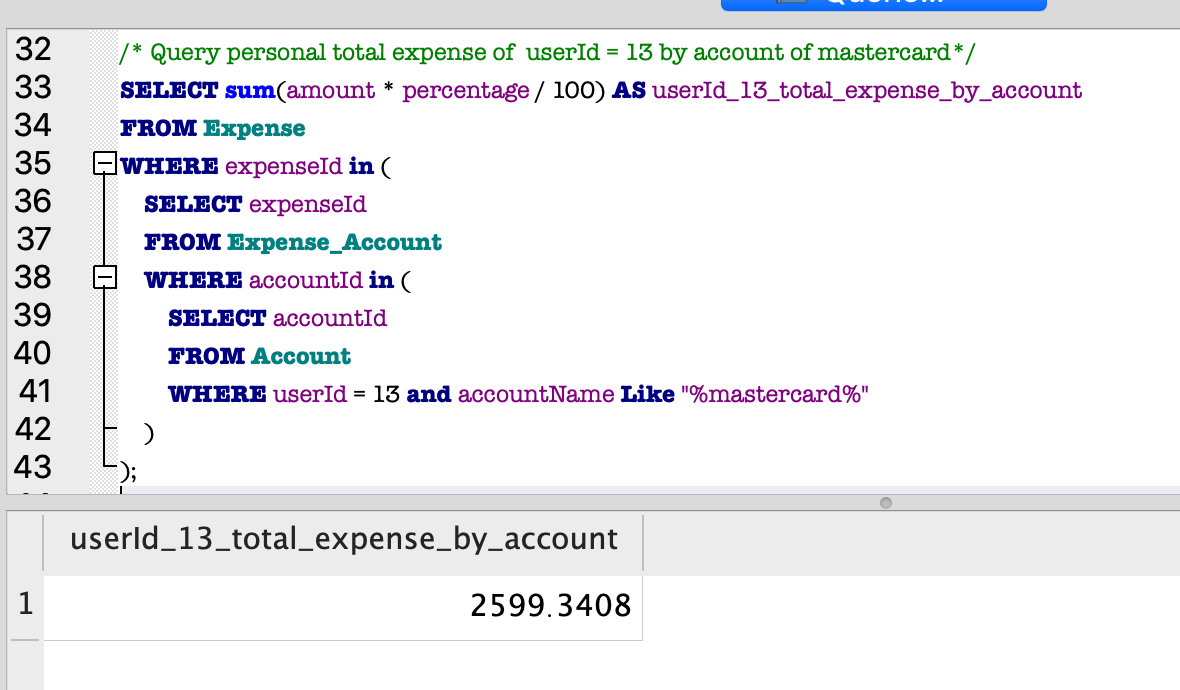 32 /* Query personal total expense of userId = 13 by account of mastercard */
33 SELECT sum(amount * percentage / 100) AS userId_13_total_expense_by_account
34 FROM Expense
35 WHERE expenseId in (
36 SELECT expenseId
37 FROM Expense_Account
38 WHERE accountId in (
39 SELECT accountId
40 FROM Account
41 WHERE userId = 13 and accountName Like "%mastercard%"
42 )
43 );
userId_13_total_expense_by_account
1 2599.3408